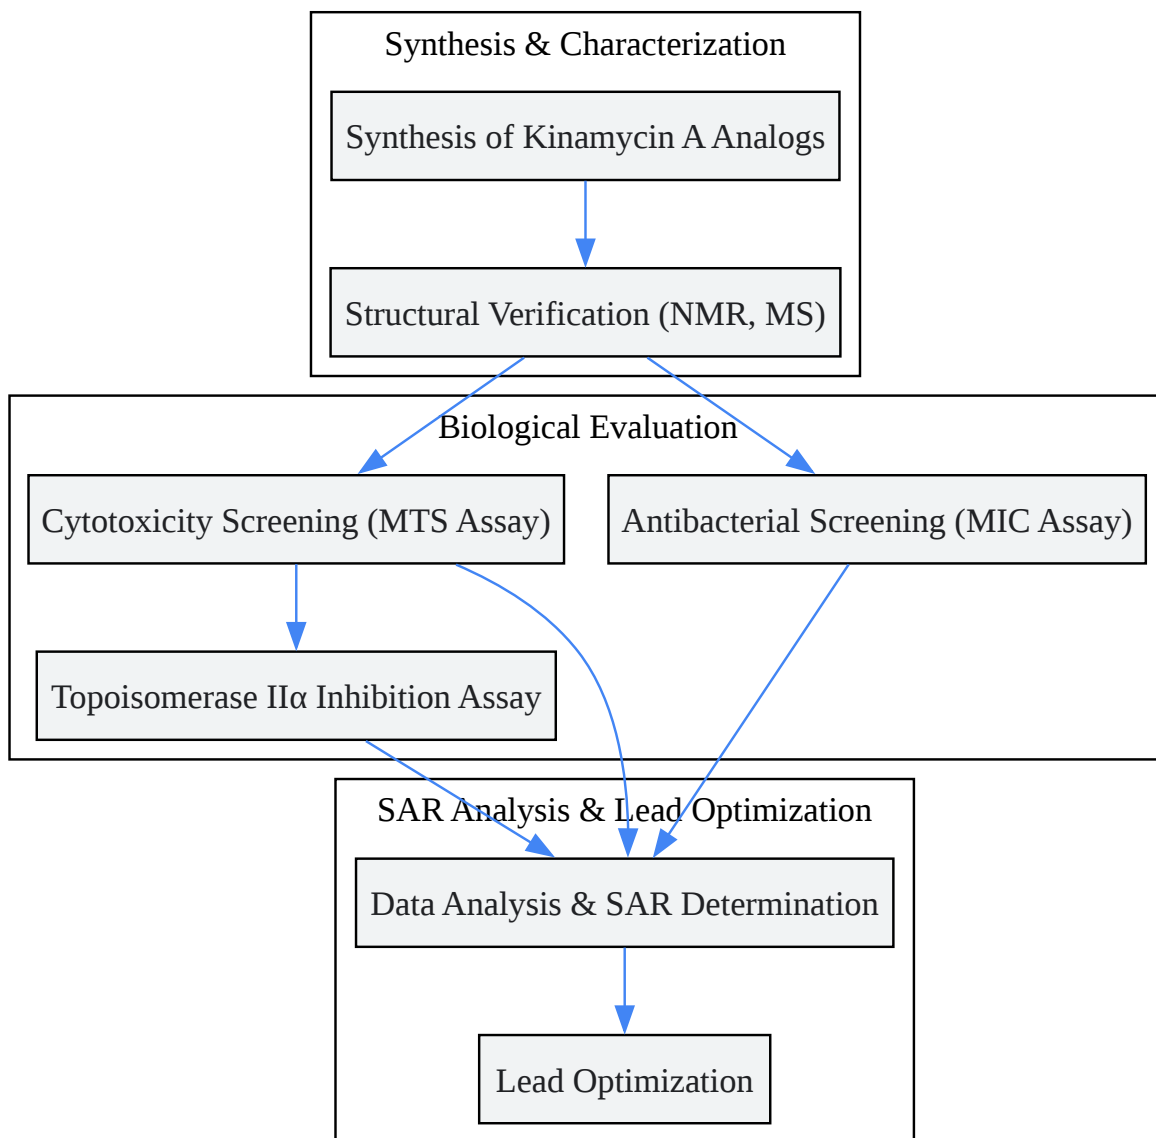 Synthesis & Characterization
Synthesis of Kinamycin A Analogs
Structural Verification (NMR, MS)
Biological Evaluation
Cytotoxicity Screening (MTS Assay)
Antibacterial Screening (MIC Assay)
Topoisomerase IIα Inhibition Assay
SAR Analysis & Lead Optimization
Data Analysis & SAR Determination
Lead Optimization